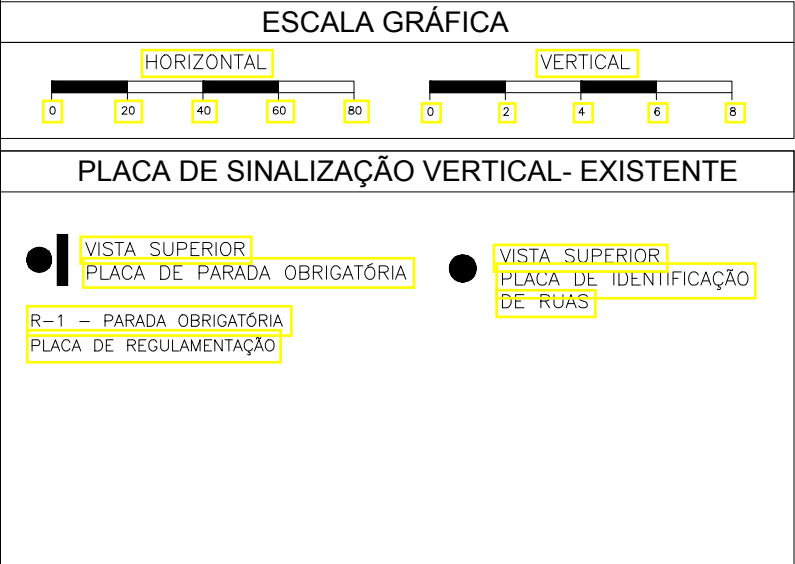 ESCALA GRÁFICA
HORIZONTAL
0 20 40 60 80
VERTICAL
0 2 4 6 8
PLACA DE SINALIZAÇÃO VERTICAL- EXISTENTE
VISTA SUPERIOR
PLACA DE PARADA OBRIGATÓRIA
R-1 - PARADA OBRIGATÓRIA
PLACA DE REGULAMENTAÇÃO
VISTA SUPERIOR
PLACA DE IDENTIFICAÇÃO
DE RUAS